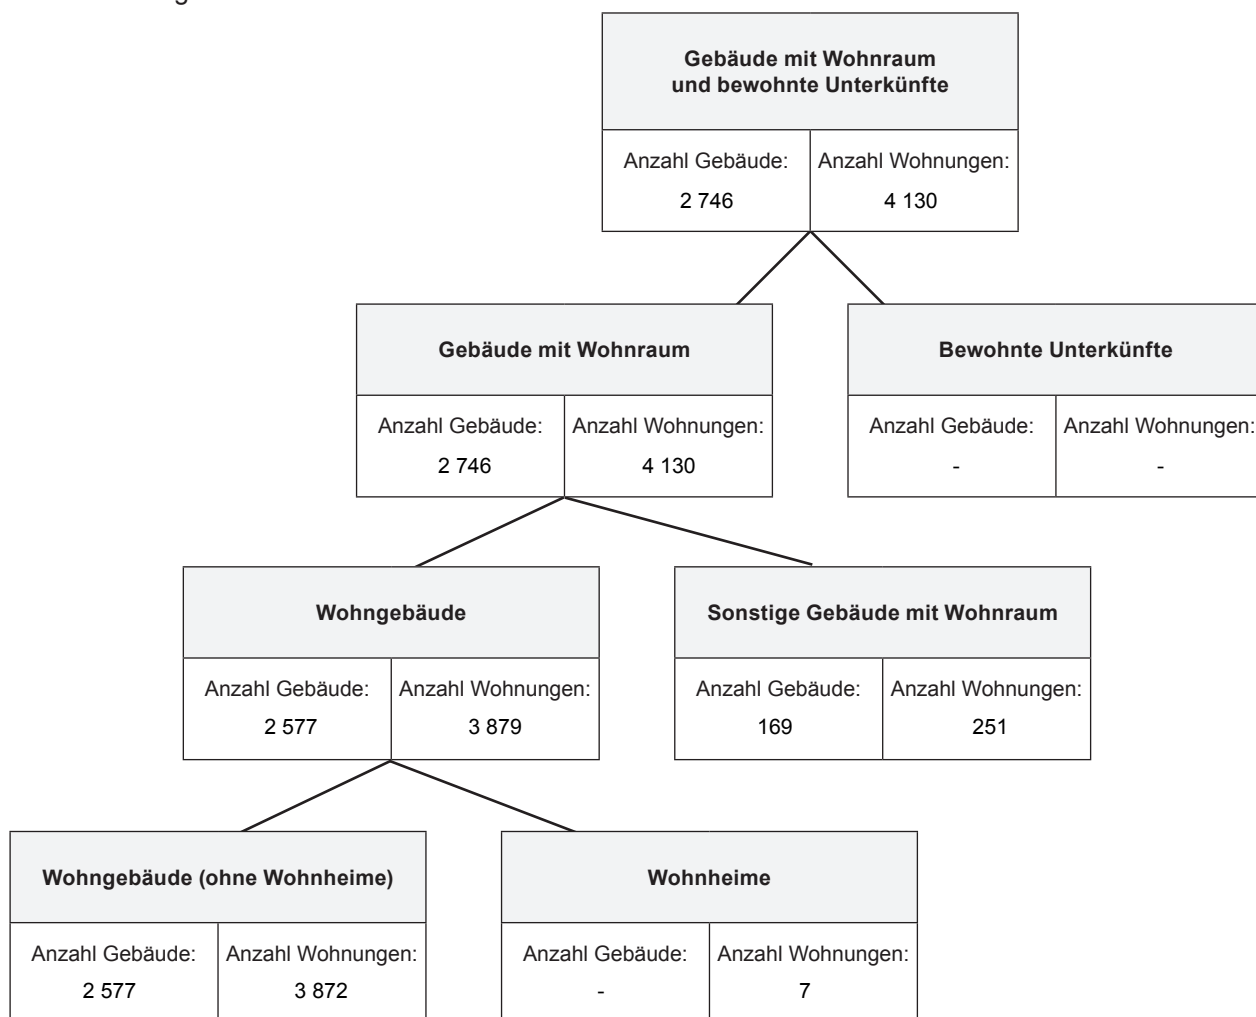 Gebäude mit Wohnraum
und bewohnte Unterkünfte
Anzahl Gebäude:
2 746
Anzahl Wohnungen:
4 130
Gebäude mit Wohnraum
Anzahl Gebäude:
2 746
Anzahl Wohnungen:
4 130
Bewohnte Unterkünfte
Anzahl Gebäude:
-
Anzahl Wohnungen:
-
Wohngebäude
Anzahl Gebäude:
2 577
Anzahl Wohnungen:
3 879
Sonstige Gebäude mit Wohnraum
Anzahl Gebäude:
169
Anzahl Wohnungen:
251
Wohngebäude (ohne Wohnheime)
Anzahl Gebäude:
2 577
Anzahl Wohnungen:
3 872
Wohnheime
Anzahl Gebäude:
-
Anzahl Wohnungen:
7